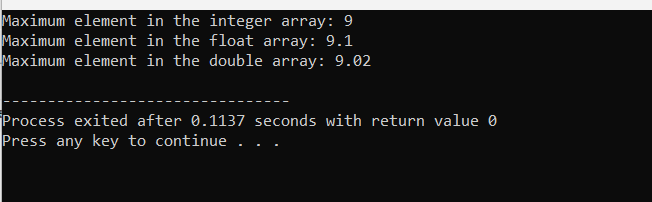 Maximum element in the integer array: 9
Maximum element in the float array: 9.1
Maximum element in the double array: 9.02
--------------------------------
Process exited after 0.1137 seconds with return value 0
Press any key to continue . . .